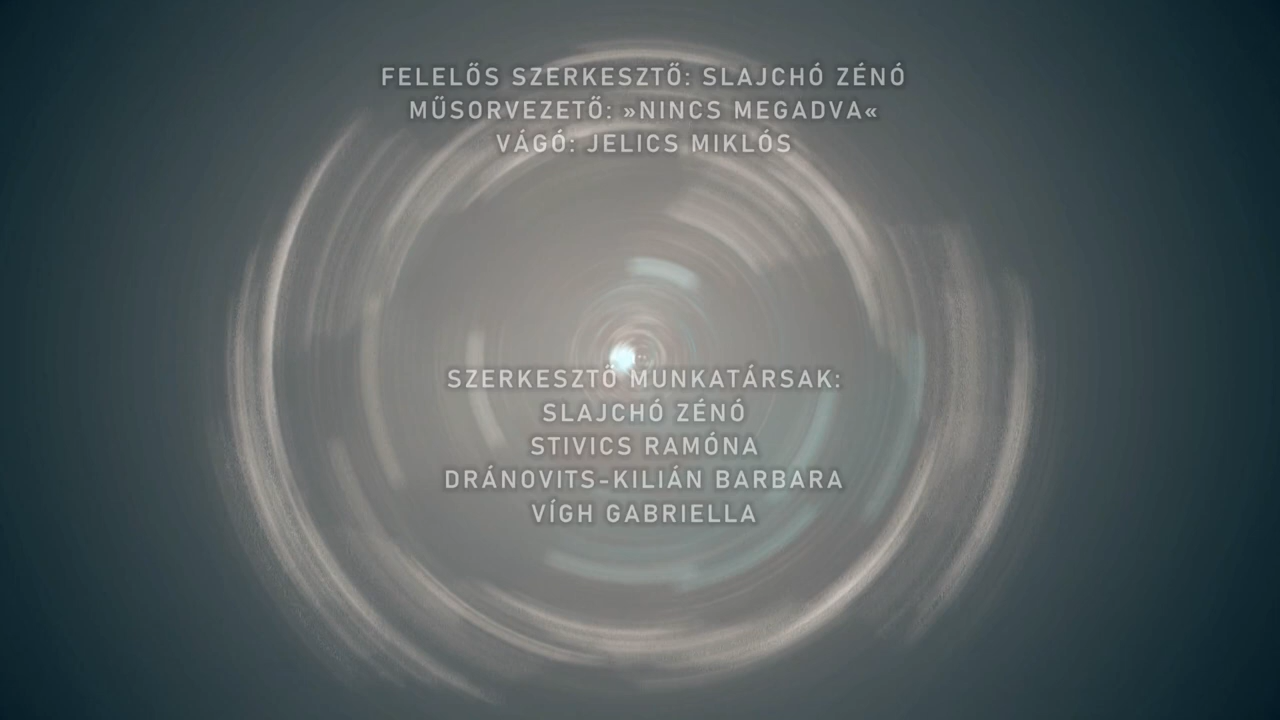 FELELŐS SZERKESZTŐ: SLAJCHÓ ZÉNÓ
MŰSORVEZETŐ: »NINCS MEGADVA«
VÁGÓ: JELICS MIKLÓS
SZERKESZTŐ MUNKATÁRSAK:
SLAJCHÓ ZÉNÓ
STIVICS RAMÓNA
DRÁNOVITS-KILIÁN BARBARA
VÍGH GABRIELLA